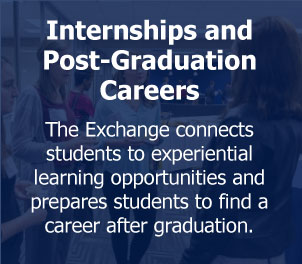 Internships and
Post-Graduation
Careers
The Exchange connects
students to experiential
learning opportunities and
prepares students to find a
career after graduation.